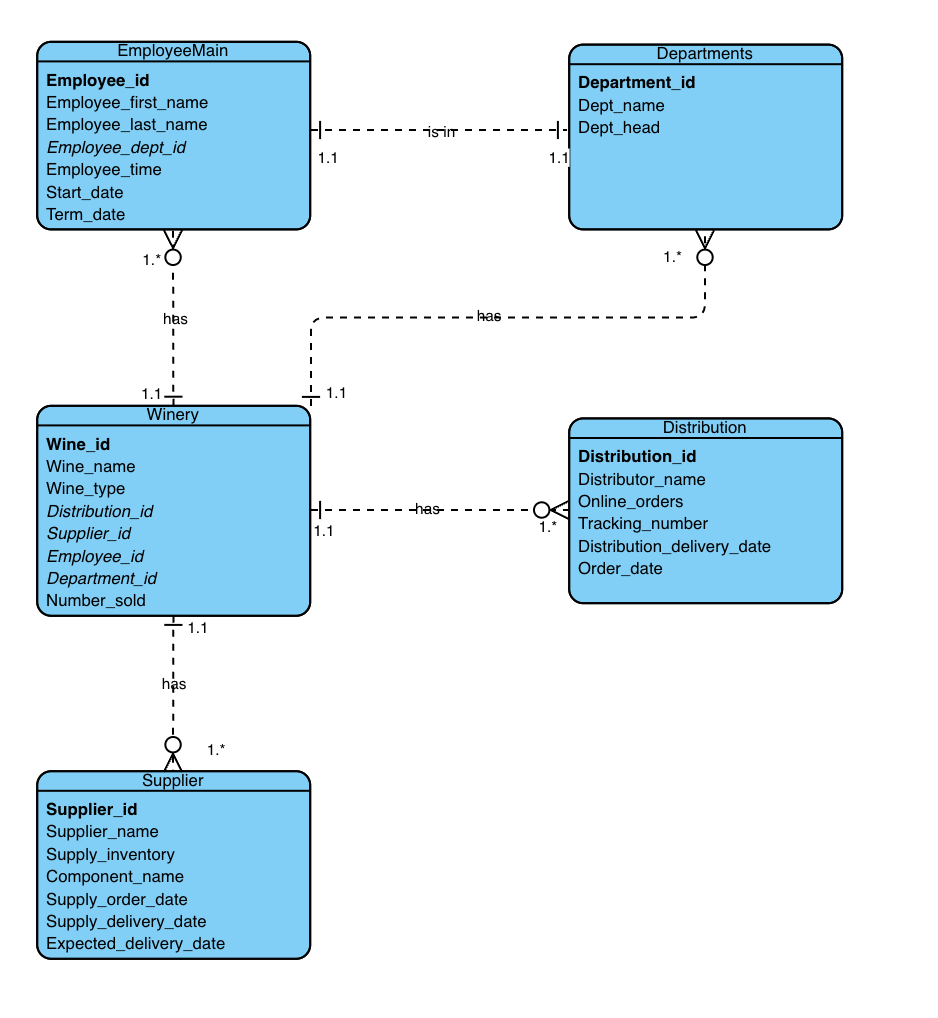 EmployeeMain
Employee_id
Employee_first_name
Employee_last_name
Employee_dept_id
Employee_time
Start_date
Term_date
Departments
Department_id
Dept_name
Dept_head
is in
1.1
1.1
1.*
1.*
has
has
1.1
1.1
Winery
Wine_id
Wine_name
Wine_type
Distribution_id
Supplier_id
Employee_id
Department_id
Number_sold
Distribution
Distribution_id
Distributor_name
Online_orders
Tracking_number
Distribution_delivery_date
Order_date
has
1.1
1.*
1.1
has
1.*
Supplier
Supplier_id
Supplier_name
Supply_inventory
Component_name
Supply_order_date
Supply_delivery_date
Expected_delivery_date